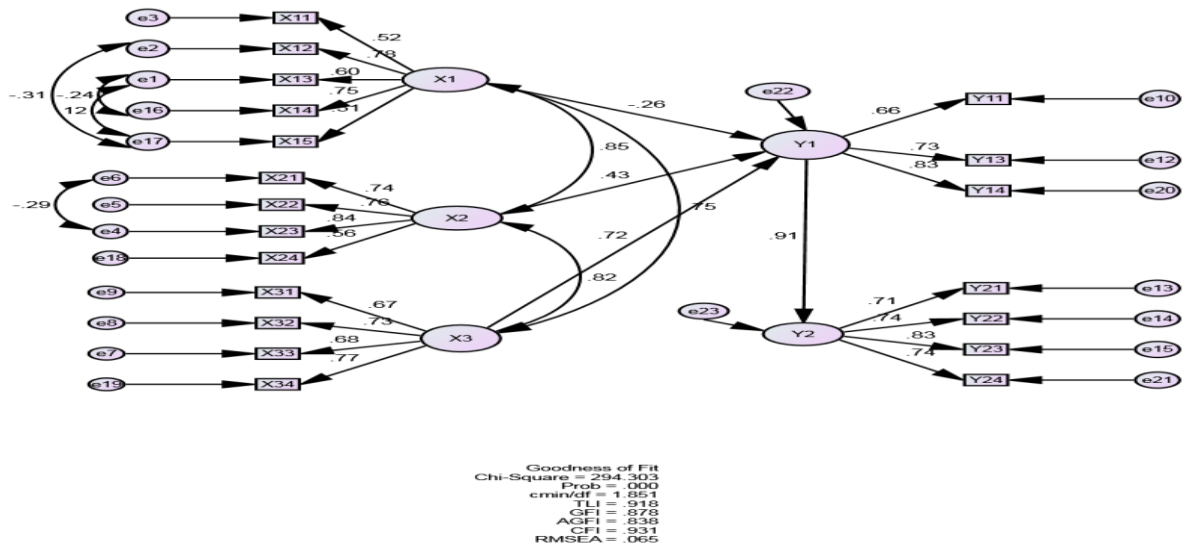 e3 X11
.52
e2 X12
.78
e1 X13 .60 X1
-.31 -.24 .75
12 e16 X14
e17 X15
-.26
e22
.66 Y11 e10
Y1
.73 Y13 e12
.83 Y14 e20
.85
.43
e6 X21 .74
e5 X22 .76
-.29
e4 X23 .84 X2
.56
e18 X24
.75
.72
.82
.91
e9 X31 .67
e8 X32 .73
e7 X33 .68 X3
.77
e19 X34
e23
Y2
.71 Y21 e13
.74 Y22 e14
.83 Y23 e15
.74 Y24 e21
Goodness of Fit
Chi-Square = 294.303
Prob = .000
cmin/df = 1.851
TLI = .918
GFI = .878
AGFI = .838
CFI = .931
RMSEA = .065